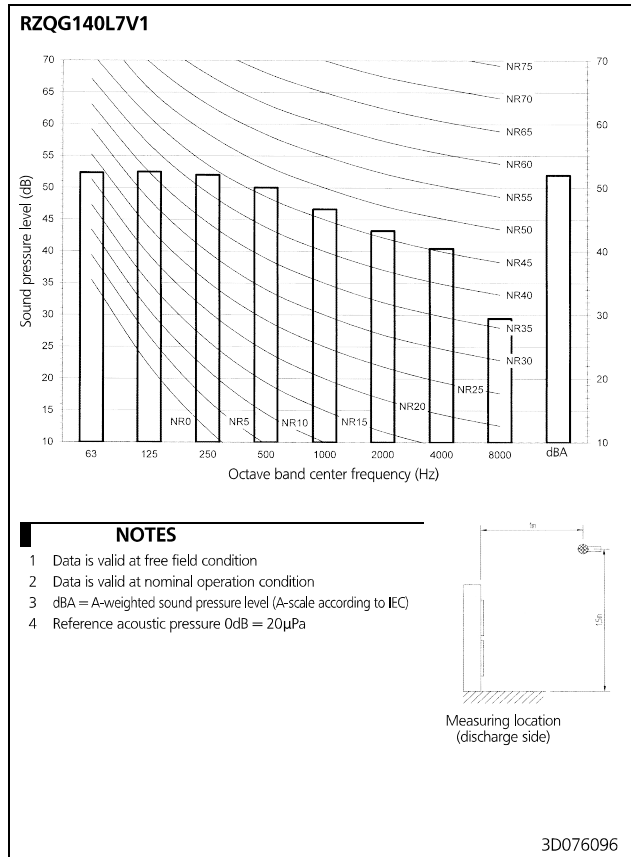 RZQG140L7V1
Sound pressure level (dB)
70
65
60
55
50
45
40
35
30
25
20
15
10
70
60
50
40
30
20
10
NR75
NR70
NR65
NR60
NR55
NR50
NR45
NR40
NR35
NR30
NR25
NR20
NR15
NR10
NR5
NR0
63 125 250 500 1000 2000 4000 8000 dBA
Octave band center frequency (Hz)
NOTES
1 Data is valid at free field condition
2 Data is valid at nominal operation condition
3 dBA = A-weighted sound pressure level (A-scale according to IEC)
4 Reference acoustic pressure 0dB = 20µPa
1m
1.5m
Measuring location
(discharge side)
3D076096